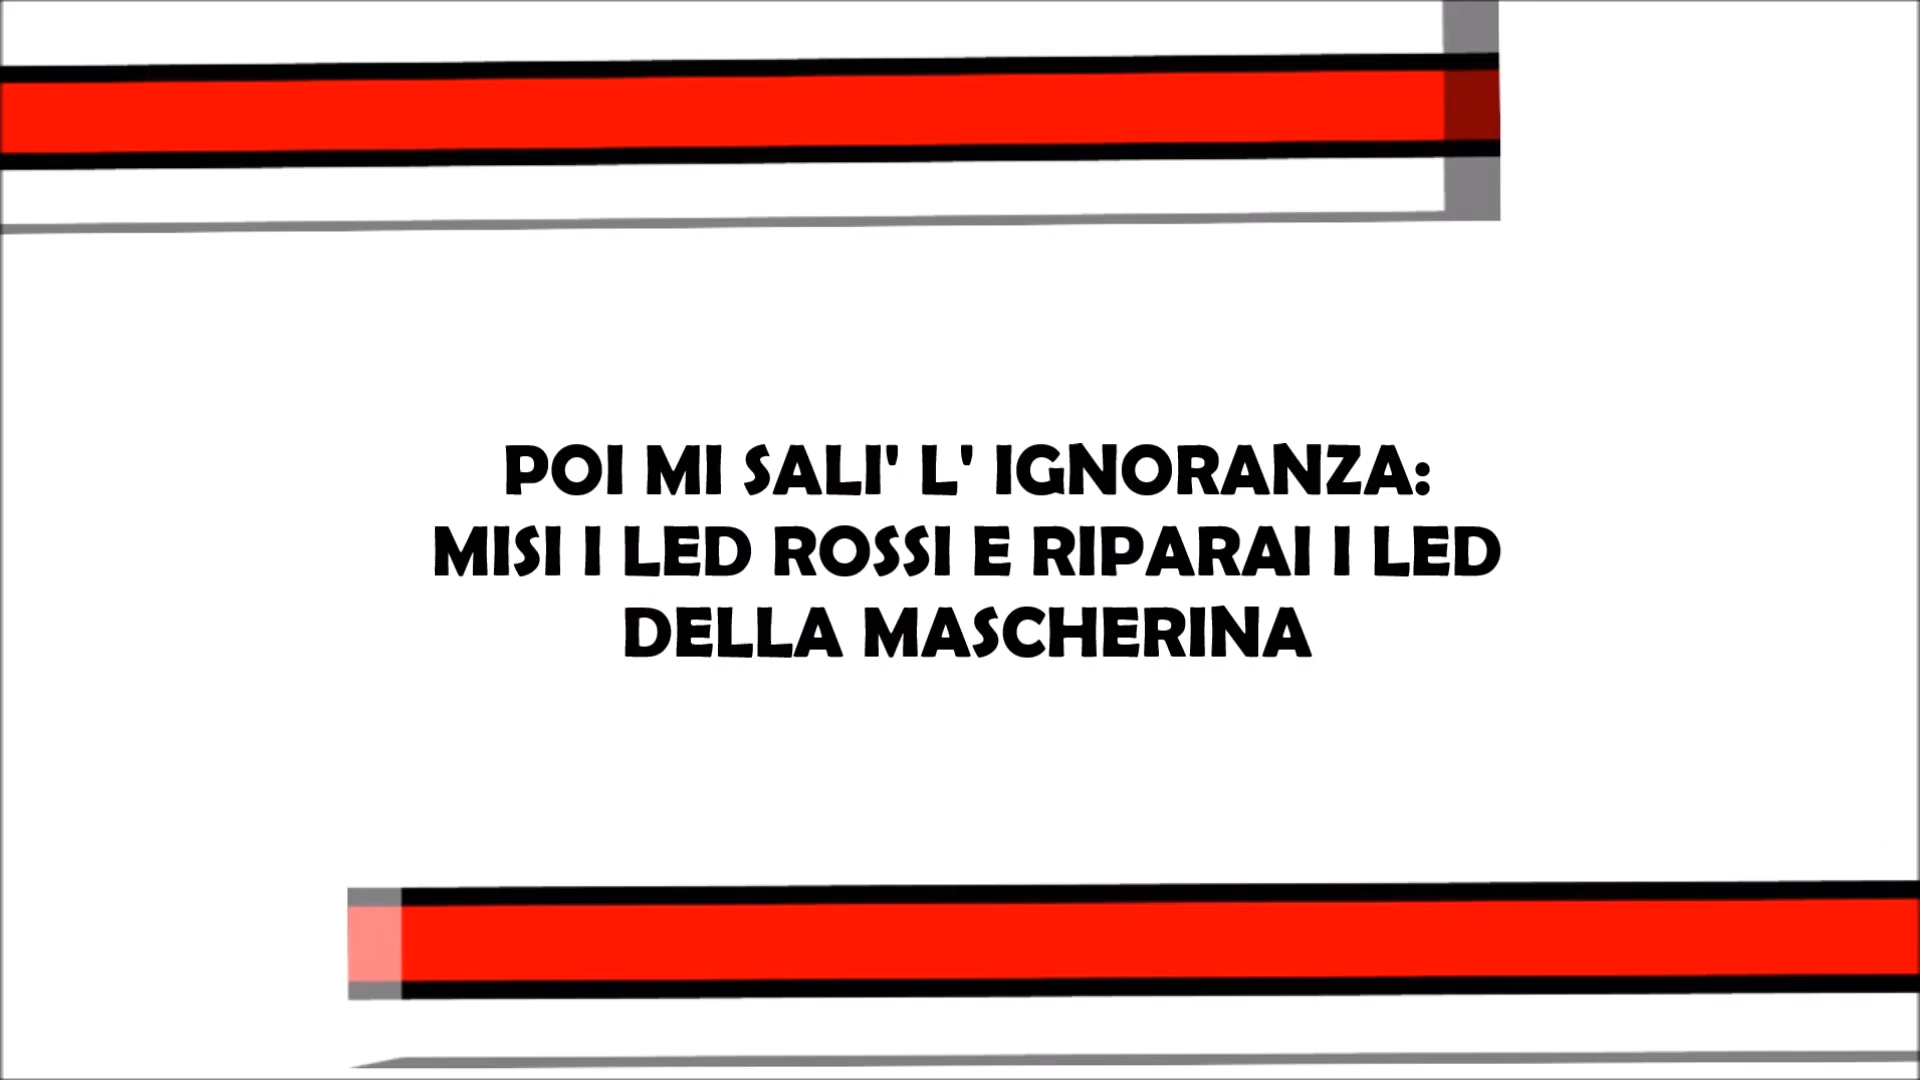 POI MI SALI' L' IGNORANZA:
MISI I LED ROSSI E RIPARAI I LED
DELLA MASCHERINA